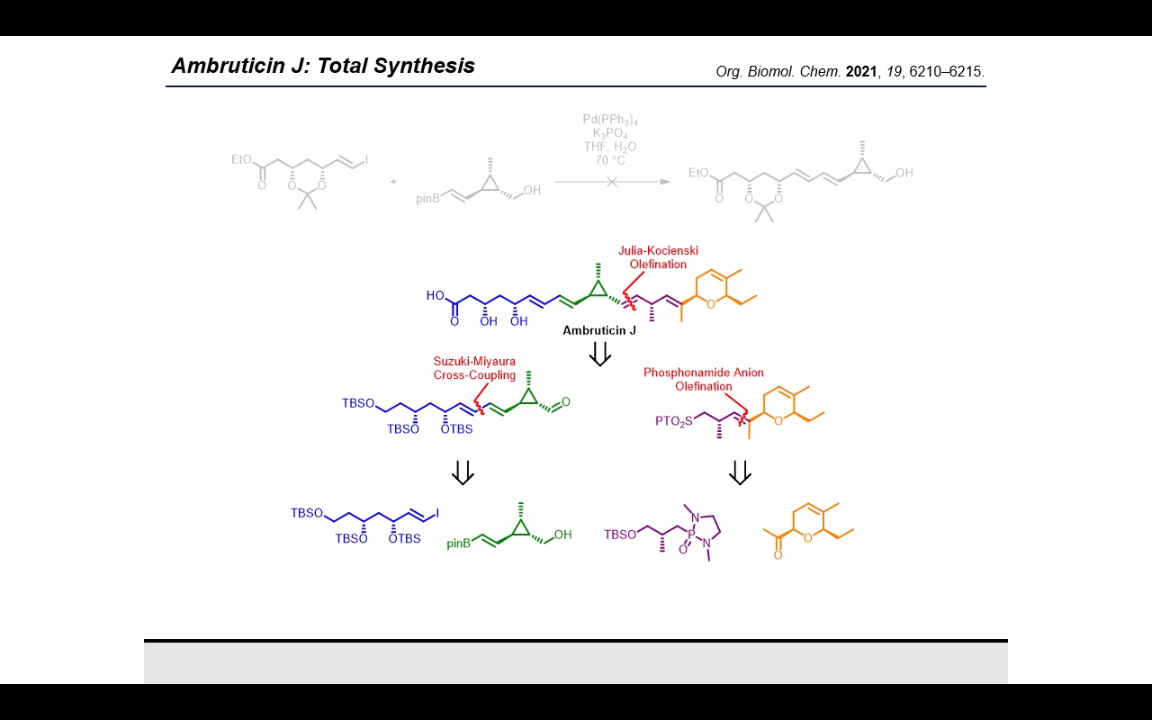 Ambruticin J: Total Synthesis
Org. Biomol. Chem. 2021, 19, 6210–6215.
Pd(PPh3)4
K2PO4
THF. H2O
70 °C
EtO
O
O
O
I
+
pinB
OH
EtO
O
O
O
OH
Julia-Kocienski
Olefination
HO
O
OH
OH
O
Ambruticin J
Suzuki-Miyaura
Cross-Coupling
TBSO
TBSO
OTBS
O
Phosphonamide Anion
Olefination
PTO2S
O
TBSO
TBSO
OTBS
I
pinB
OH
TBSO
N
P
O
N
O
O